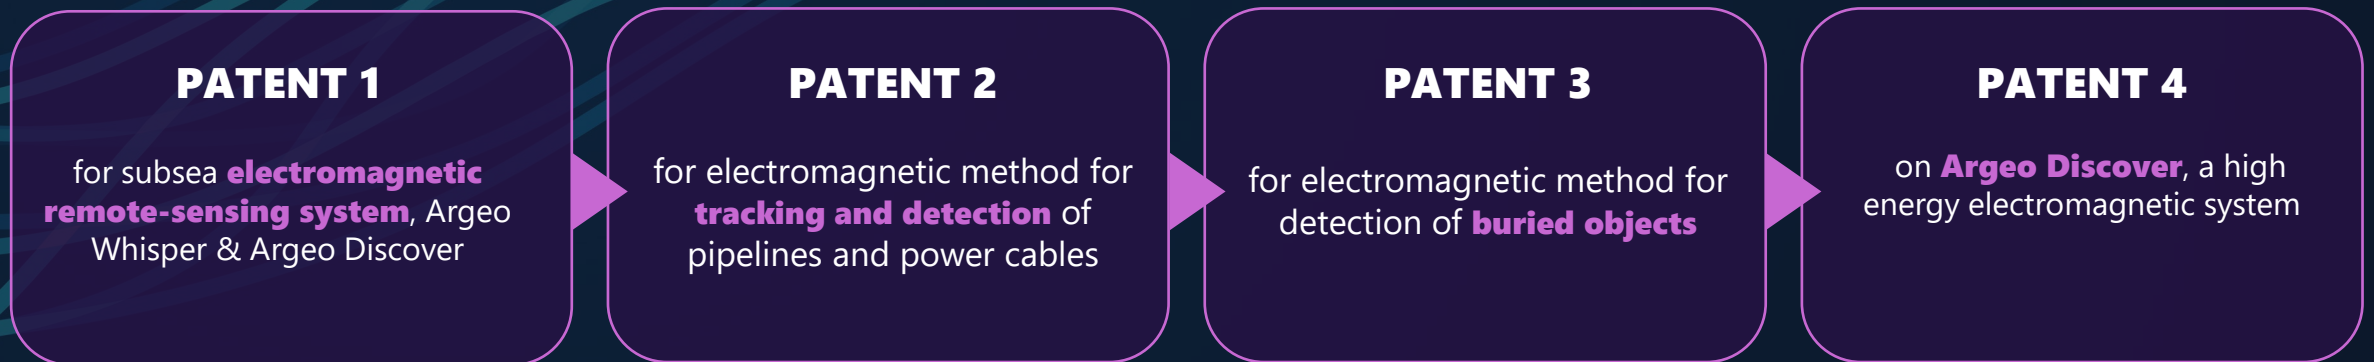 PATENT 1
for subsea electromagnetic
remote-sensing system, Argeo
Whisper & Argeo Discover
PATENT 2
for electromagnetic method for
tracking and detection of
pipelines and power cables
PATENT 3
for electromagnetic method for
detection of buried objects
PATENT 4
on Argeo Discover, a high
energy electromagnetic system